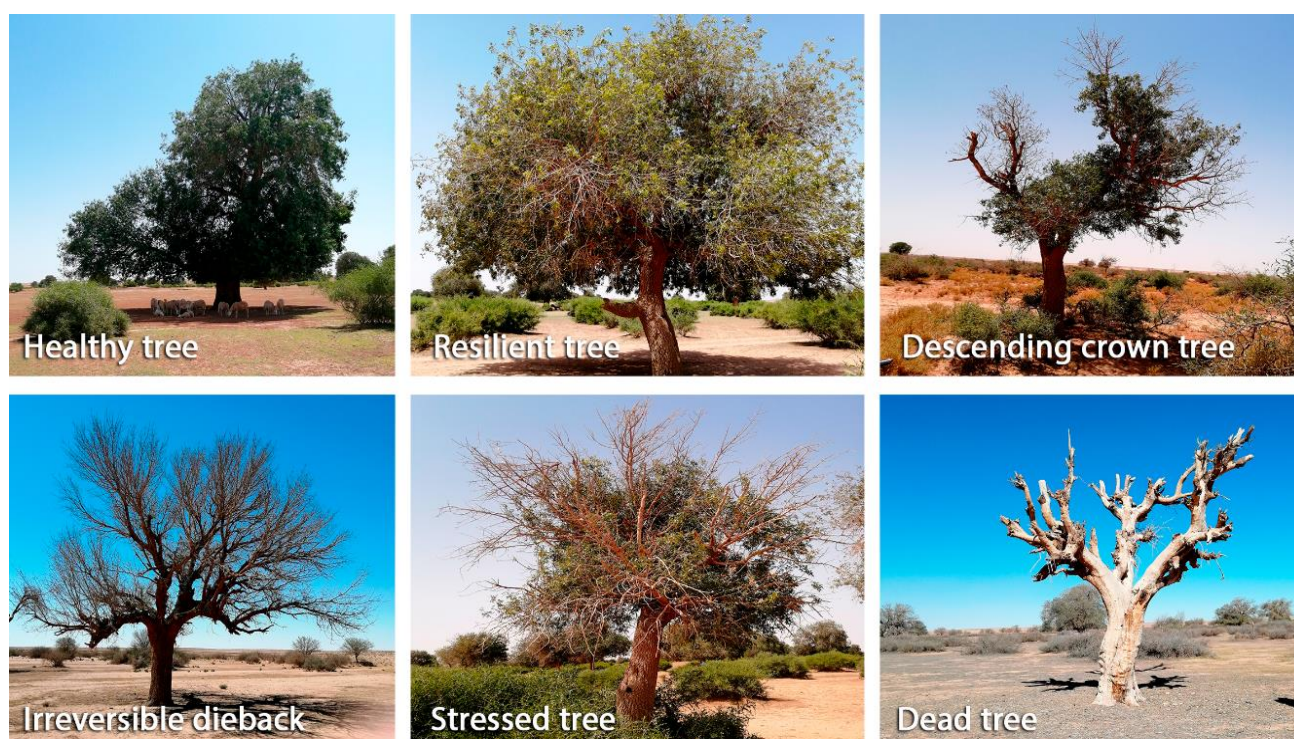 Healthy tree
Resilient tree
Descending crown tree
Irreversible dieback
Stressed tree
Dead tree